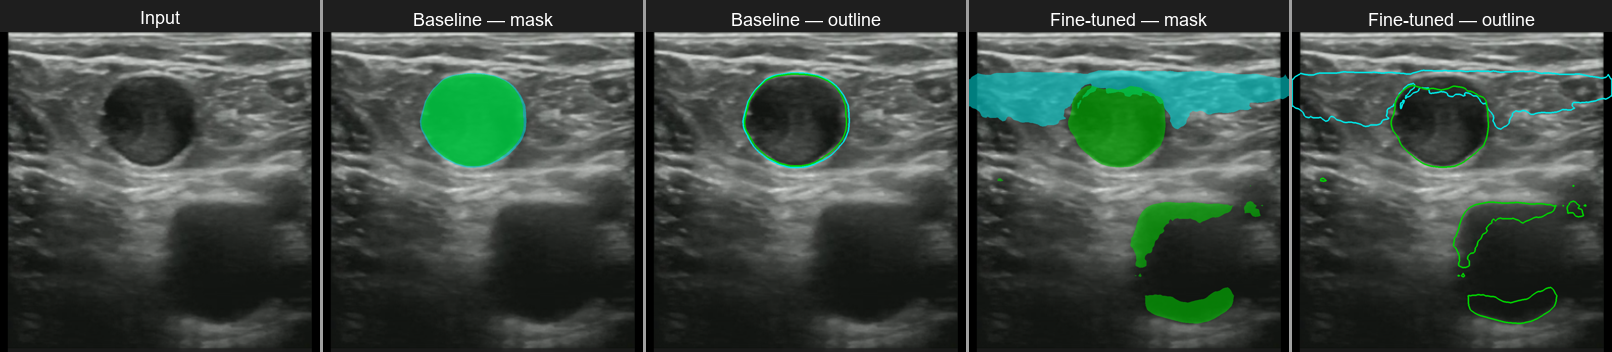 Input
Baseline — mask
Baseline — outline
Fine-tuned — mask
Fine-tuned — outline